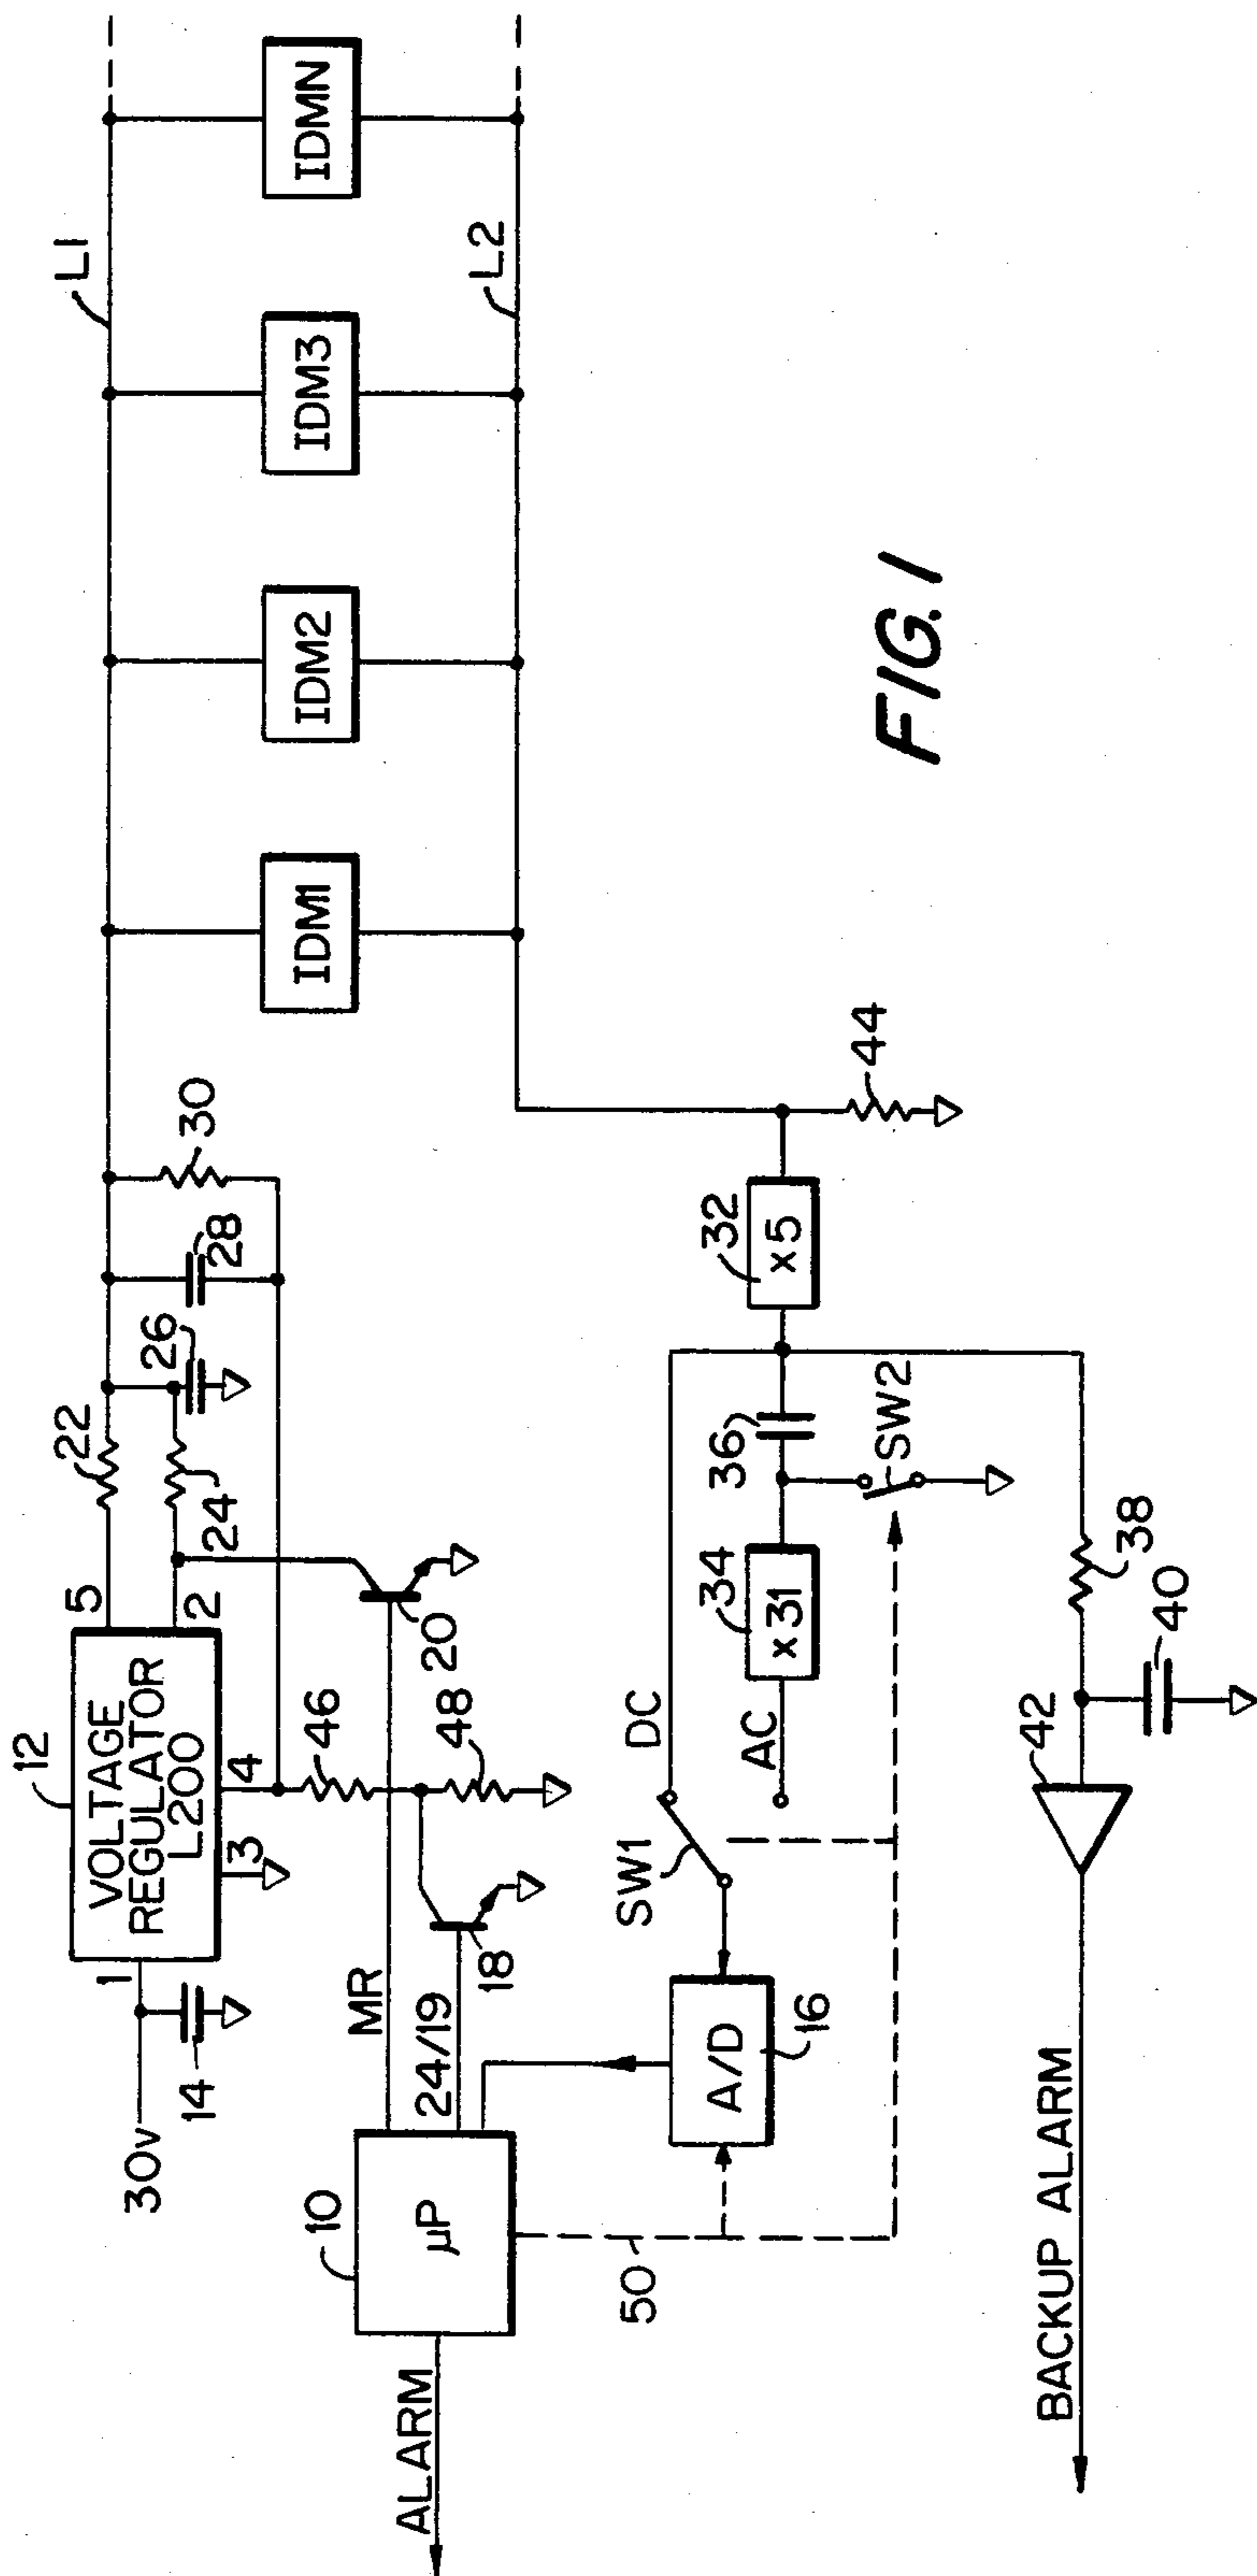 L1
IDM1
IDM2
IDM3
IDMN
L2
12
VOLTAGE
REGULATOR
L200
1
2
3
4
5
30v
14
22
24
26
28
30
46
48
20
18
MR
24/19
10
µP
ALARM
50
A/D
16
SW1
DC
AC
34
x31
36
SW2
32
x5
44
38
40
42
BACKUP ALARM
FIG. 1